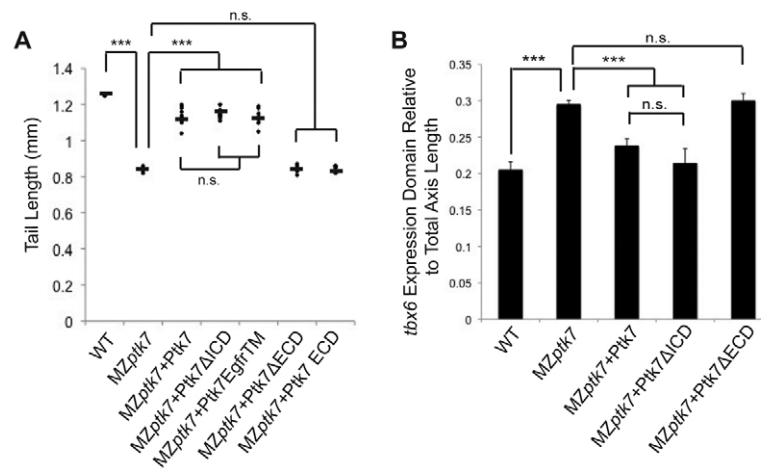 A
n.s.
***
***
n.s.
Tail Length (mm)
1.4
1.2
1.0
0.8
0.6
0.4
0.2
0
WT
MZptk7
MZptk7+Ptk7
MZptk7+Ptk7ΔICD
MZptk7+Ptk7EgfrTM
MZptk7+Ptk7ΔECD
MZptk7+Ptk7 ECD
B
n.s.
***
***
n.s.
tbx6 Expression Domain Relative
to Total Axis Length
0.35
0.3
0.25
0.2
0.15
0.1
0.05
0
WT
MZptk7
MZptk7+Ptk7
MZptk7+Ptk7ΔICD
MZptk7+Ptk7ΔECD